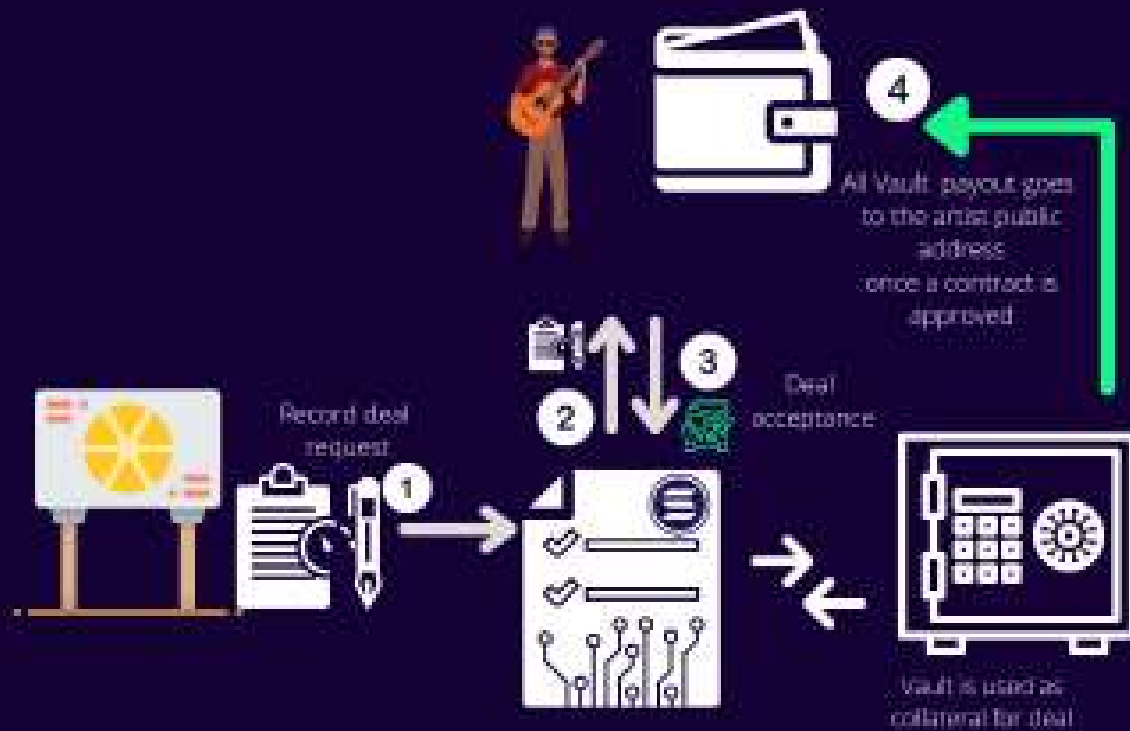 4
All Vault payout goes
to the artist public
address
once a contract is
approved
3
2
Deal
acceptance
Record deal
request
1
Vault is used as
collateral for deal